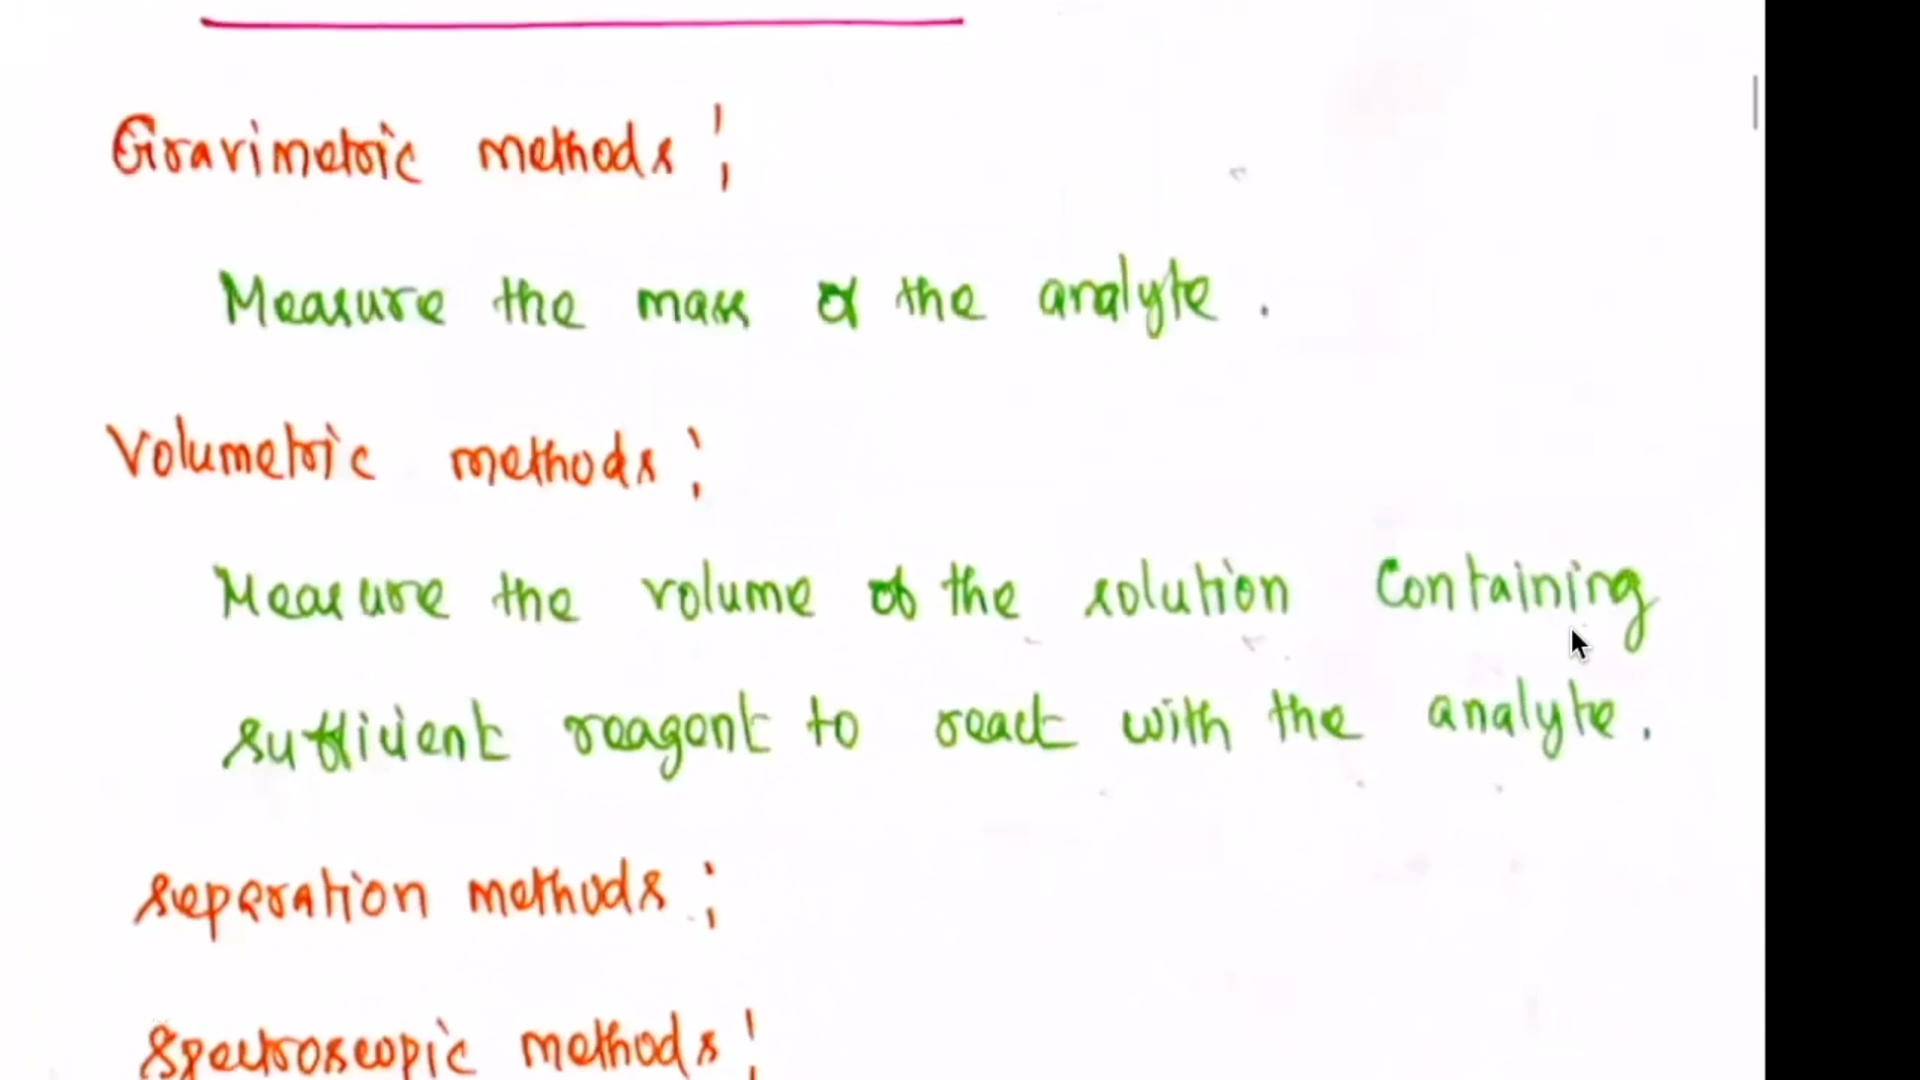 Gravimetric methods :
Measure the mass of the analyte .
Volumetric methods :
Measure the volume of the solution Containing
sufficient reagent to react with the analyte .
seperation methods :
Spectroscopic methods :